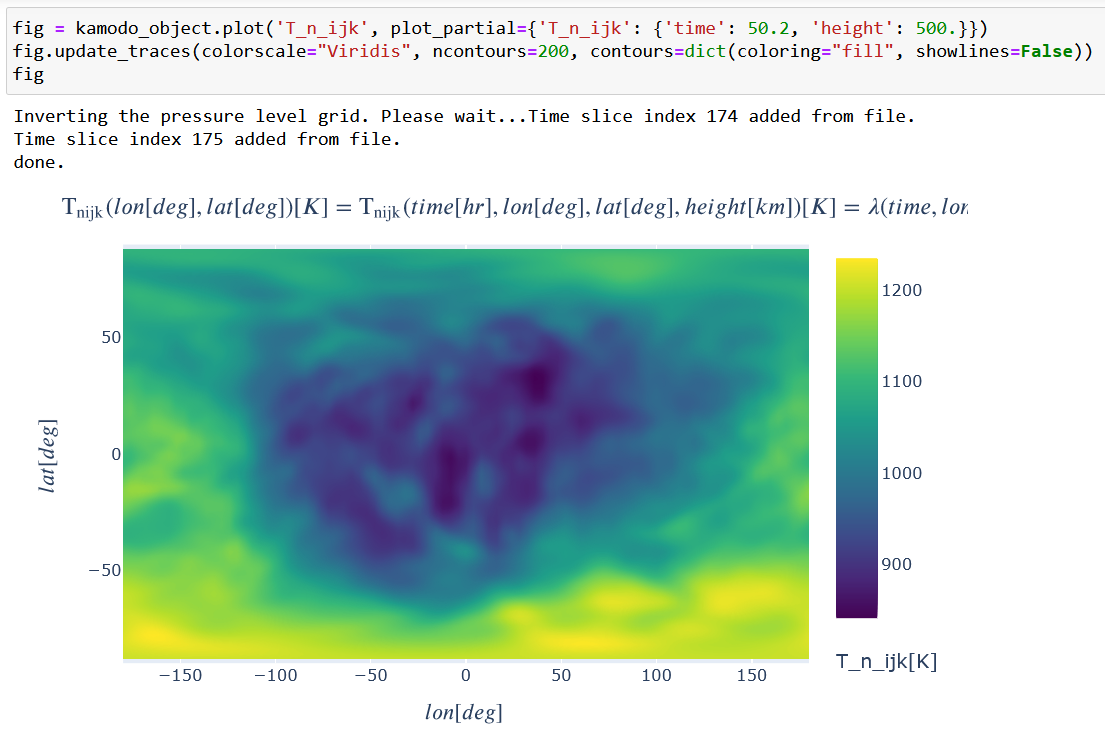 fig = kamodo_object.plot('T_n_ijk', plot_partial={'T_n_ijk': {'time': 50.2, 'height': 500.}})
fig.update_traces(colorscale="Viridis", ncontours=200, contours=dict(coloring="fill", showlines=False))
fig
Inverting the pressure level grid. Please wait...Time slice index 174 added from file.
Time slice index 175 added from file.
done.
Tnijk(lon[deg], lat[deg])[K] = Tnijk(time[hr], lon[deg], lat[deg], height[km])[K] = λ(time, lon
50
0
−50
lat[deg]
−150 −100 −50 0 50 100 150
lon[deg]
1200
1100
1000
900
T_n_ijk[K]